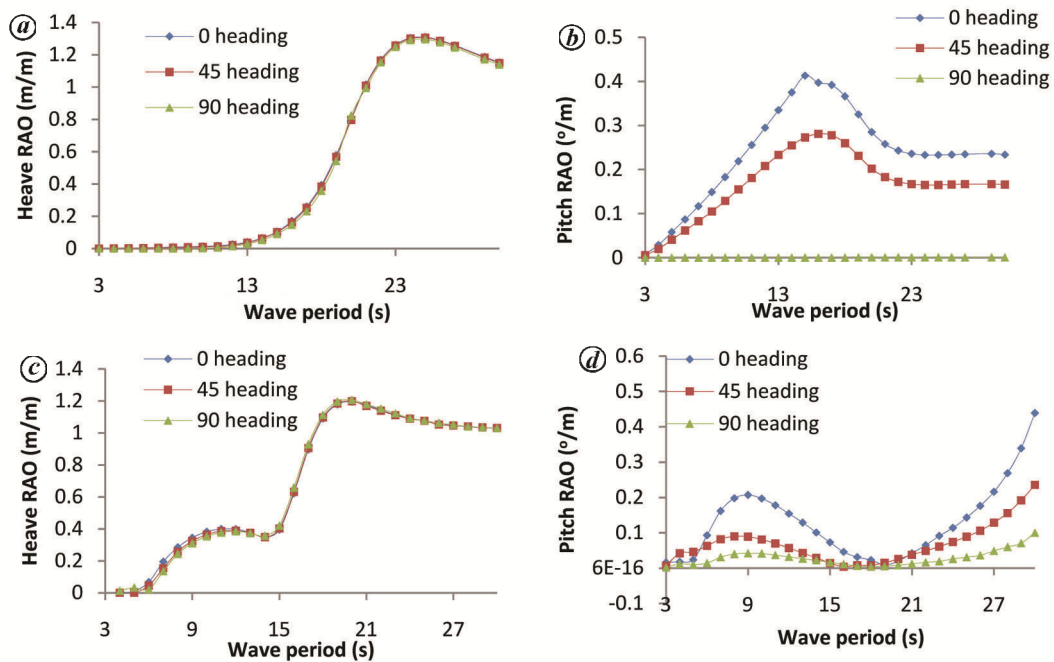 a
Heave RAO (m/m)
1.4
1.2
1
0.8
0.6
0.4
0.2
0
3
13
23
Wave period (s)
0 heading
45 heading
90 heading
b
0 heading
45 heading
90 heading
Pitch RAO (º/m)
0.5
0.4
0.3
0.2
0.1
0
3
13
23
Wave period (s)
c
0 heading
45 heading
90 heading
Heave RAO (m/m)
1.4
1.2
1
0.8
0.6
0.4
0.2
0
3
9
15
21
27
Wave period (s)
d
0 heading
45 heading
90 heading
Pitch RAO (º/m)
0.6
0.5
0.4
0.3
0.2
0.1
6E-16
-0.1
3
9
15
21
27
Wave period (s)